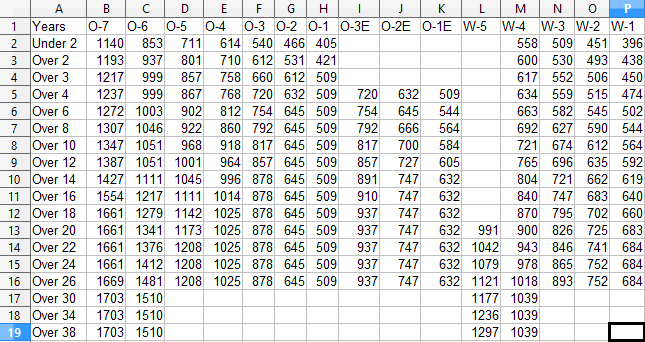 A B C D E F G H I J K L M N O P
1 Years O-7 O-6 O-5 O-4 O-3 O-2 O-1 O-3E O-2E O-1E W-5 W-4 W-3 W-2 W-1
2 Under 2 1140 853 711 614 540 466 405 558 509 451 396
3 Over 2 1193 937 801 710 612 531 421 600 530 493 438
4 Over 3 1217 999 857 758 660 612 509 617 552 506 450
5 Over 4 1237 999 867 768 720 632 509 720 632 509 634 559 515 474
6 Over 6 1272 1003 902 812 754 645 509 754 645 544 663 582 545 502
7 Over 8 1307 1046 922 860 792 645 509 792 666 564 692 627 590 544
8 Over 10 1347 1051 968 918 817 645 509 817 700 584 721 674 612 564
9 Over 12 1387 1051 1001 964 857 645 509 857 727 605 765 696 635 592
10 Over 14 1427 1111 1045 996 878 645 509 891 747 632 804 721 662 619
11 Over 16 1554 1217 1111 1014 878 645 509 910 747 632 840 747 683 640
12 Over 18 1661 1279 1142 1025 878 645 509 937 747 632 870 795 702 660
13 Over 20 1661 1341 1173 1025 878 645 509 937 747 632 991 900 826 725 683
14 Over 22 1661 1376 1208 1025 878 645 509 937 747 632 1042 943 846 741 684
15 Over 24 1661 1412 1208 1025 878 645 509 937 747 632 1079 978 865 752 684
16 Over 26 1669 1481 1208 1025 878 645 509 937 747 632 1121 1018 893 752 684
17 Over 30 1703 1510 1177 1039
18 Over 34 1703 1510 1236 1039
19 Over 38 1703 1510 1297 1039